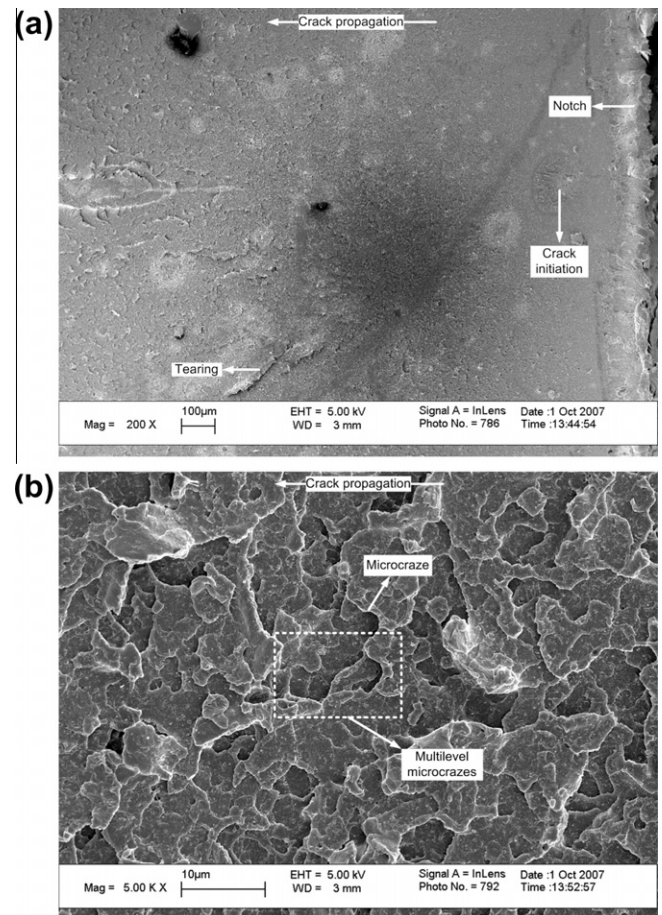 (a)
Crack propagation
Notch
Crack
initiation
Tearing
Mag = 200 X
100µm
EHT = 5.00 kV
WD = 3 mm
Signal A = InLens
Photo No. = 786
Date :1 Oct 2007
Time :13:44:54
(b)
Crack propagation
Microcraze
Multilevel
microcrazes
Mag = 5.00 K X
10µm
EHT = 5.00 kV
WD = 3 mm
Signal A = InLens
Photo No. = 792
Date :1 Oct 2007
Time :13:52:57